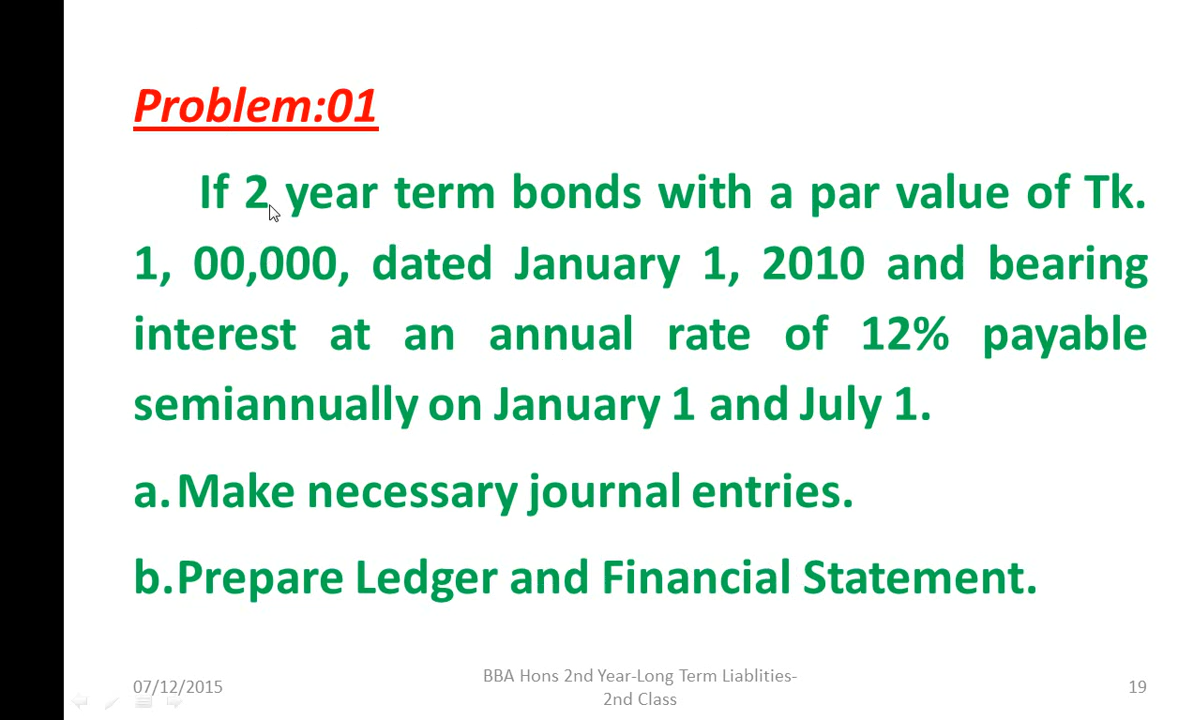 Problem:01
If 2 year term bonds with a par value of Tk.
1, 00,000, dated January 1, 2010 and bearing
interest at an annual rate of 12% payable
semiannually on January 1 and July 1.
a. Make necessary journal entries.
b. Prepare Ledger and Financial Statement.
07/12/2015
BBA Hons 2nd Year-Long Term Liablities-
2nd Class
19